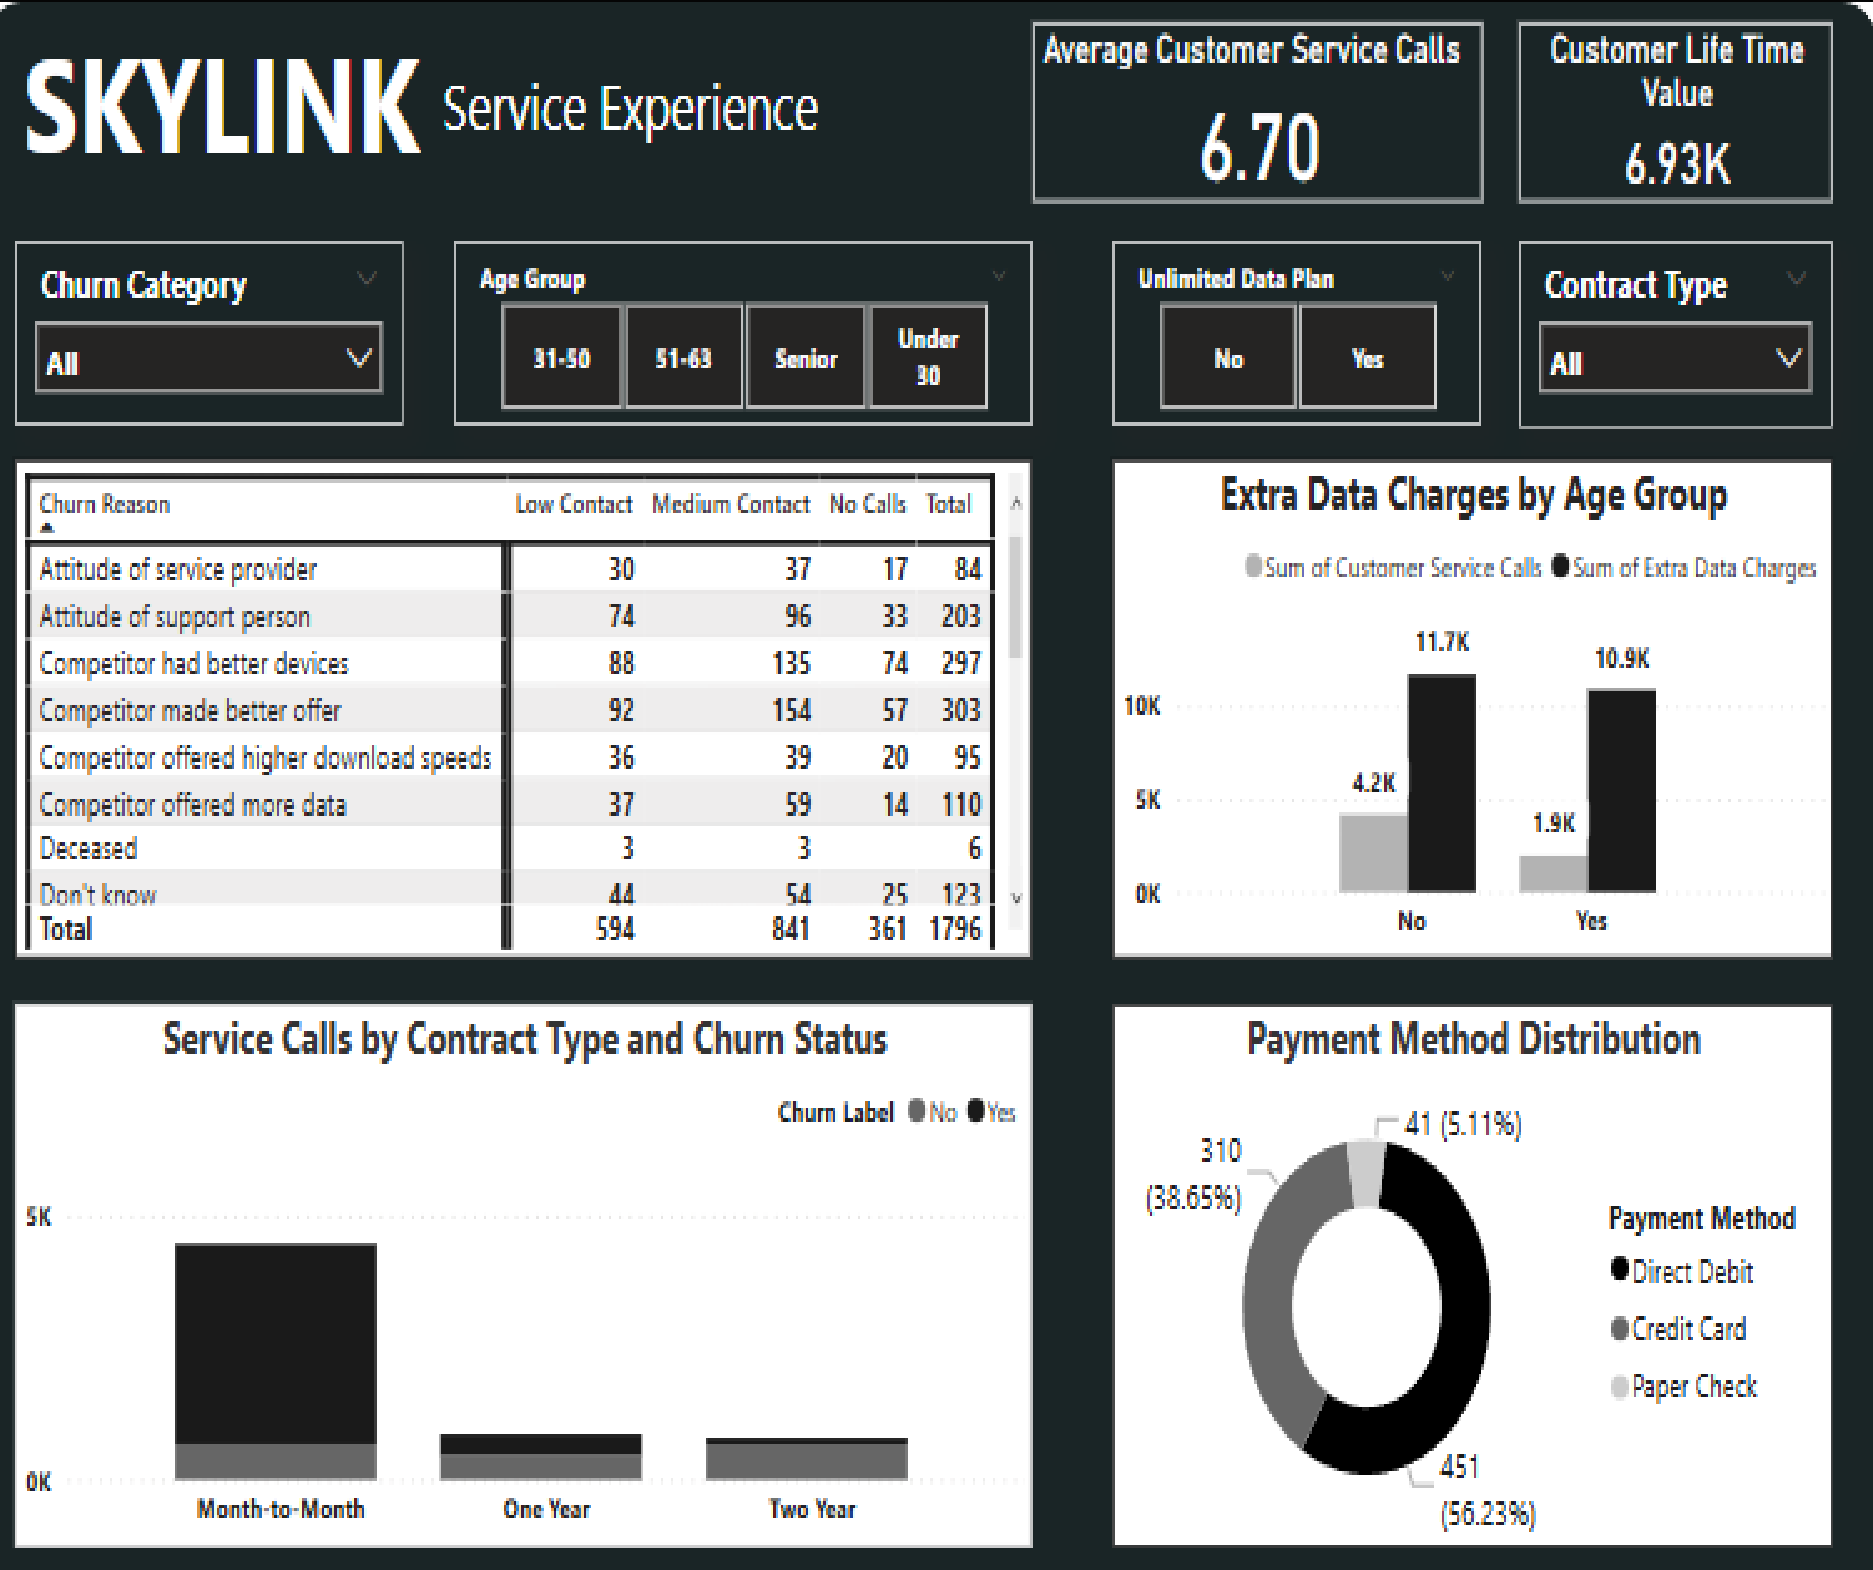 SKYLINK Service Experience
Average Customer Service Calls
6.70
Customer Life Time
Value
6.93K
Churn Category
All
Age Group
31-50
51-63
Senior
Under
30
Unlimited Data Plan
No
Yes
Contract Type
All
Churn Reason Low Contact Medium Contact No Calls Total
Attitude of service provider 30 37 17 84
Attitude of support person 74 96 33 203
Competitor had better devices 88 135 74 297
Competitor made better offer 92 154 57 303
Competitor offered higher download speeds 36 39 20 95
Competitor offered more data 37 59 14 110
Deceased 3 3 6
Don't know 44 54 25 123
Total 594 841 361 1796
Extra Data Charges by Age Group
Sum of Customer Service Calls Sum of Extra Data Charges
11.7K
10.9K
10K
4.2K
5K
1.9K
0K
No Yes
Service Calls by Contract Type and Churn Status
Churn Label No Yes
5K
0K
Month-to-Month One Year Two Year
Payment Method Distribution
41 (5.11%)
310
(38.65%)
Payment Method
Direct Debit
Credit Card
Paper Check
451
(56.23%)